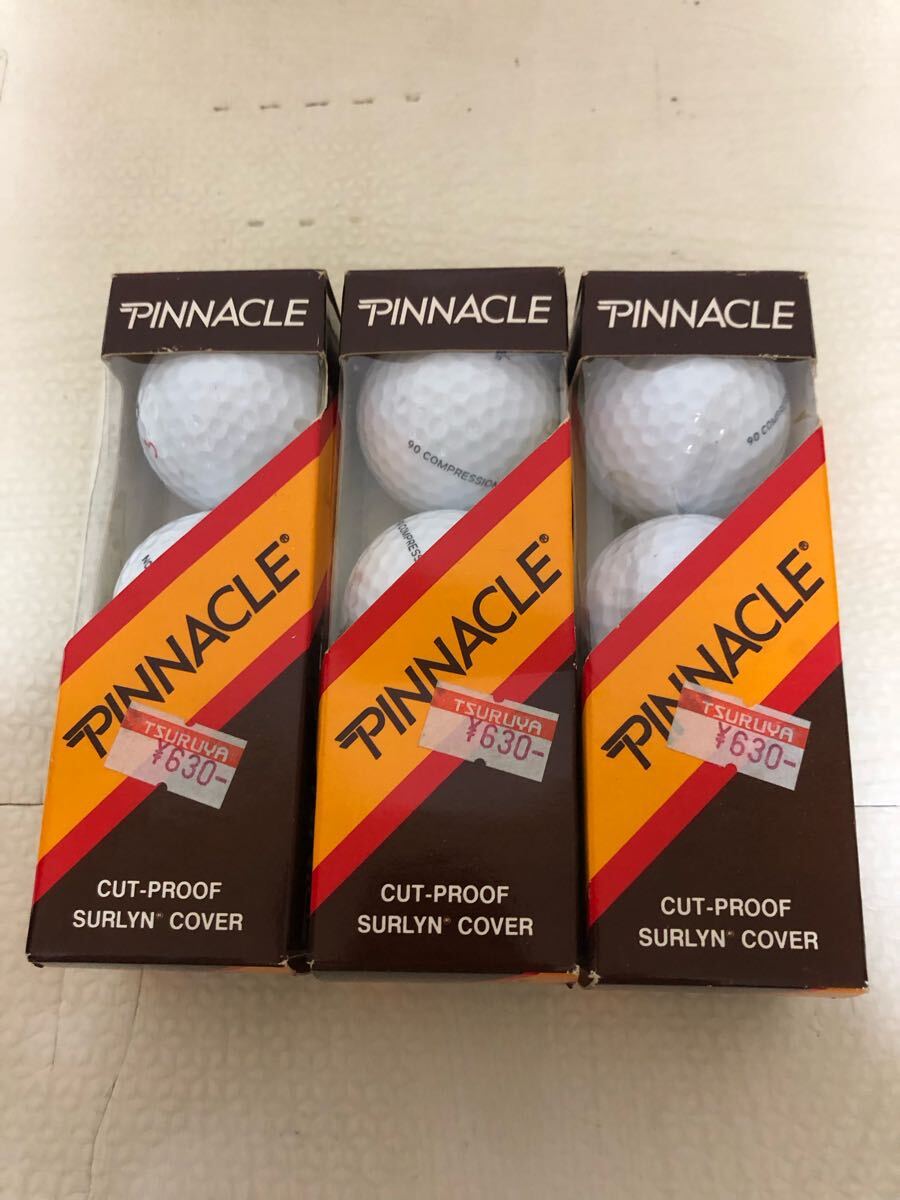 PINNACLE
PINNACLE®
TSURUYA
¥630-
CUT-PROOF
SURLYN® COVER
PINNACLE
90 COMPRESSION
PINNACLE®
TSURUYA
¥630-
CUT-PROOF
SURLYN® COVER
PINNACLE
90
PINNACLE®
TSURUYA
¥630-
CUT-PROOF
SURLYN® COVER